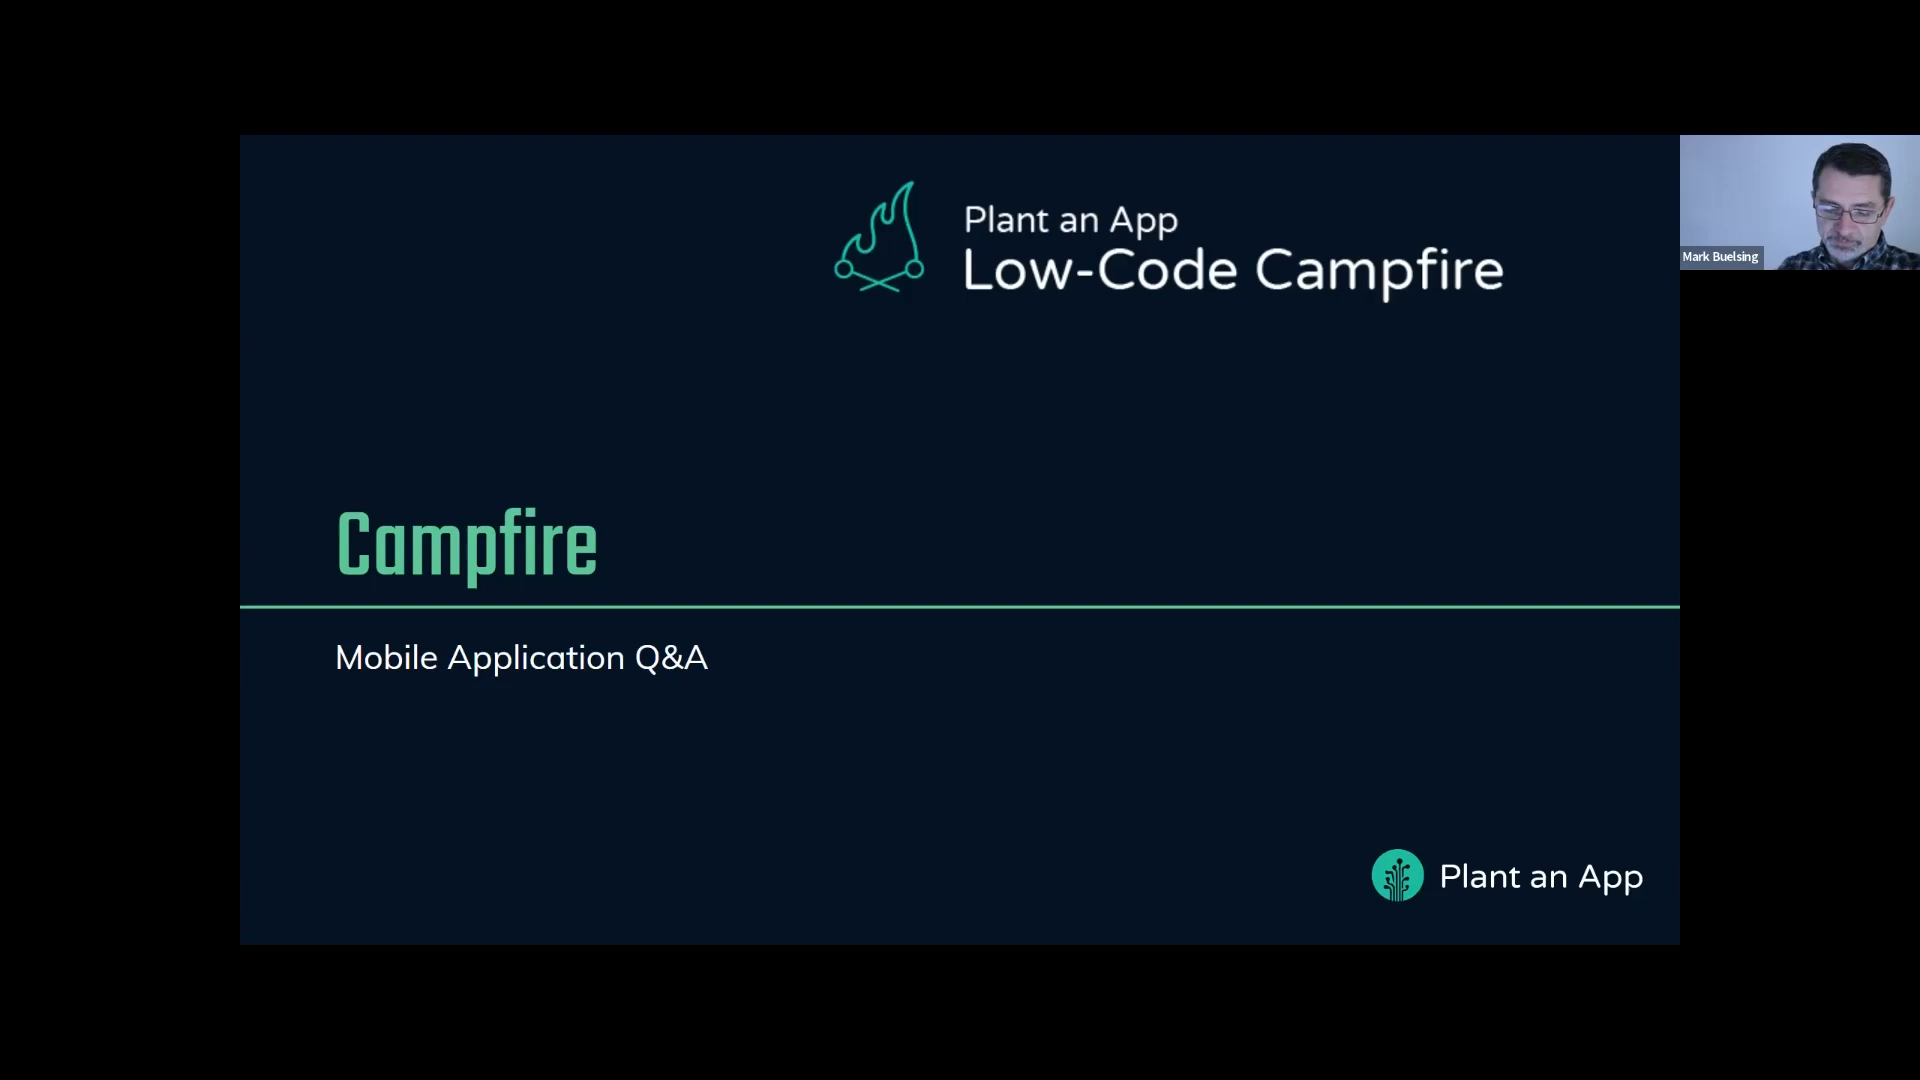 Plant an App
Low-Code Campfire
Mark Buelsing
Campfire
Mobile Application Q&A
Plant an App